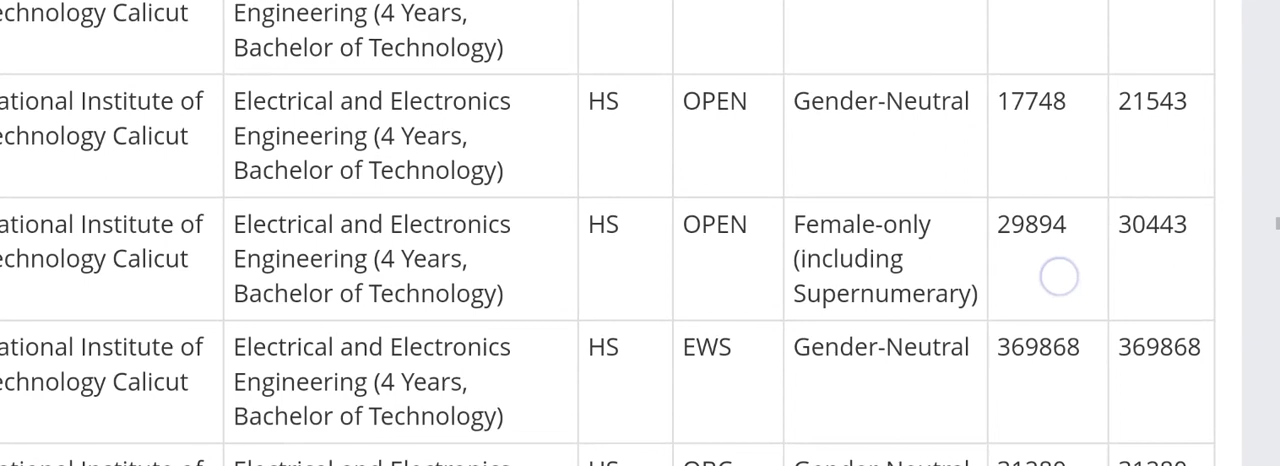 echnology Calicut
Engineering (4 Years,
Bachelor of Technology)
ational Institute of
echnology Calicut
Electrical and Electronics
Engineering (4 Years,
Bachelor of Technology)
HS
OPEN
Gender-Neutral
17748
21543
ational Institute of
echnology Calicut
Electrical and Electronics
Engineering (4 Years,
Bachelor of Technology)
HS
OPEN
Female-only
(including
Supernumerary)
29894
30443
ational Institute of
echnology Calicut
Electrical and Electronics
Engineering (4 Years,
Bachelor of Technology)
HS
EWS
Gender-Neutral
369868
369868